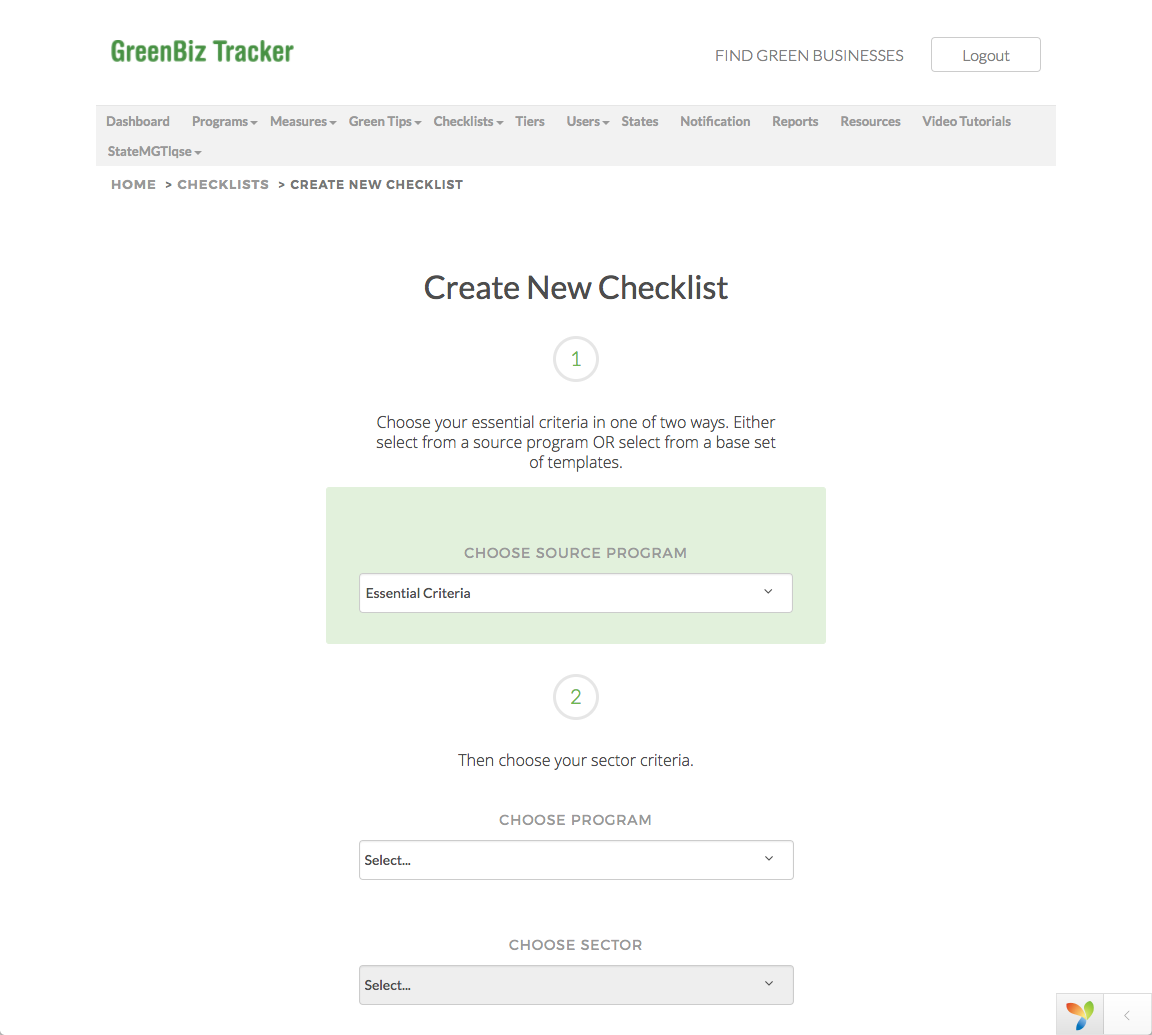 GreenBiz Tracker
FIND GREEN BUSINESSES
Logout
Dashboard Programs Measures Green Tips Checklists Tiers Users States Notification Reports Resources Video Tutorials
StateMGTlqse
HOME > CHECKLISTS > CREATE NEW CHECKLIST
Create New Checklist
1
Choose your essential criteria in one of two ways. Either
select from a source program OR select from a base set
of templates.
CHOOSE SOURCE PROGRAM
Essential Criteria
2
Then choose your sector criteria.
CHOOSE PROGRAM
Select...
CHOOSE SECTOR
Select...